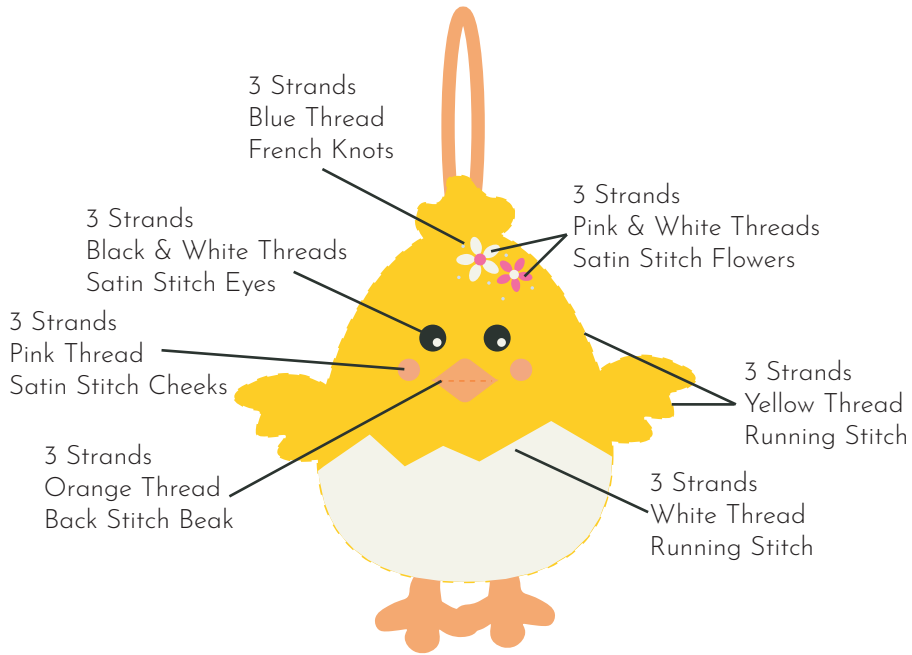 3 Strands
Blue Thread
French Knots
3 Strands
Pink & White Threads
Satin Stitch Flowers
3 Strands
Black & White Threads
Satin Stitch Eyes
3 Strands
Pink Thread
Satin Stitch Cheeks
3 Strands
Yellow Thread
Running Stitch
3 Strands
Orange Thread
Back Stitch Beak
3 Strands
White Thread
Running Stitch